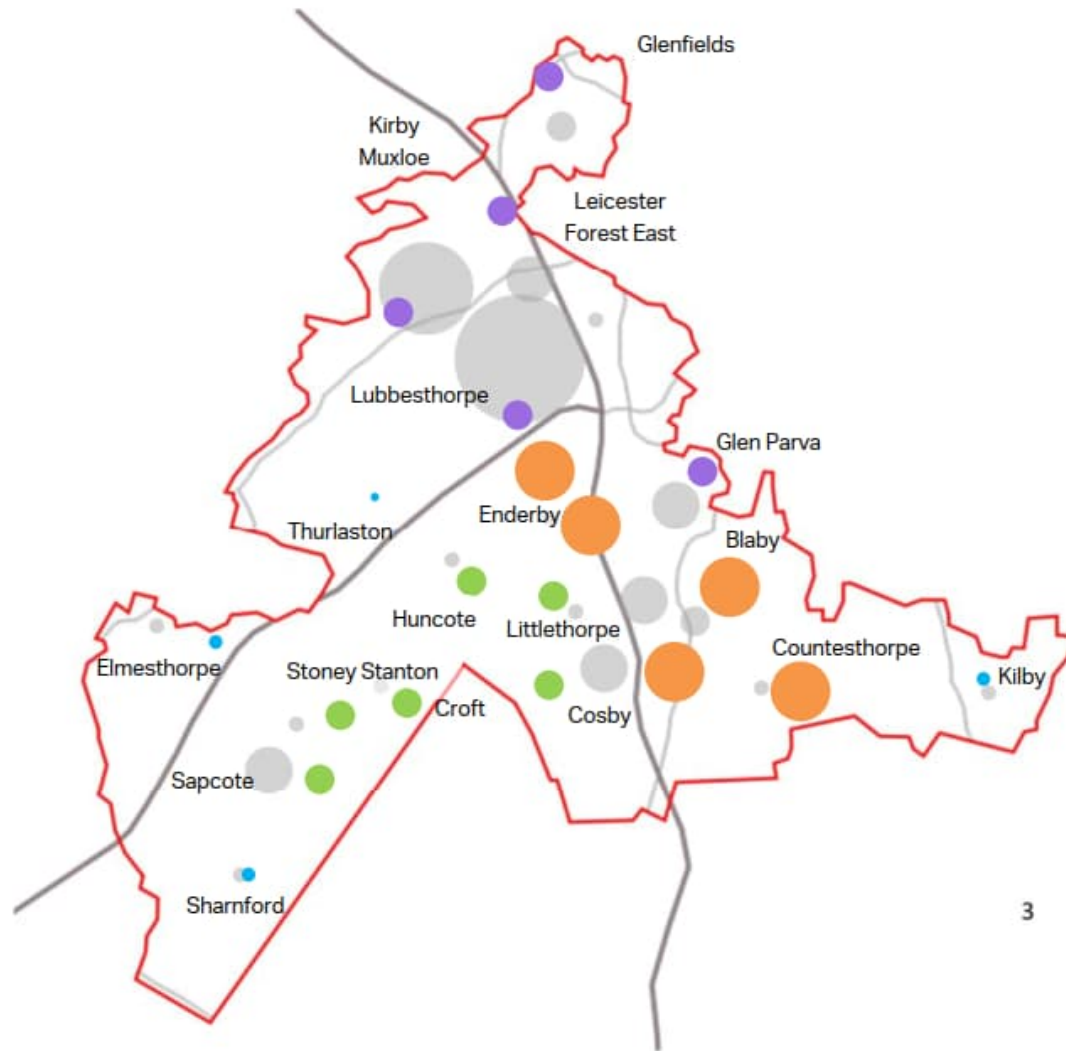 Glenfields
Kirby
Muxloe
Leicester
Forest East
Lubbesthorpe
Glen Parva
Thurlaston
Enderby
Blaby
Huncote
Littlethorpe
Countesthorpe
Elmesthorpe
Stoney Stanton
Kilby
Croft
Cosby
Sapcote
Sharnford
3